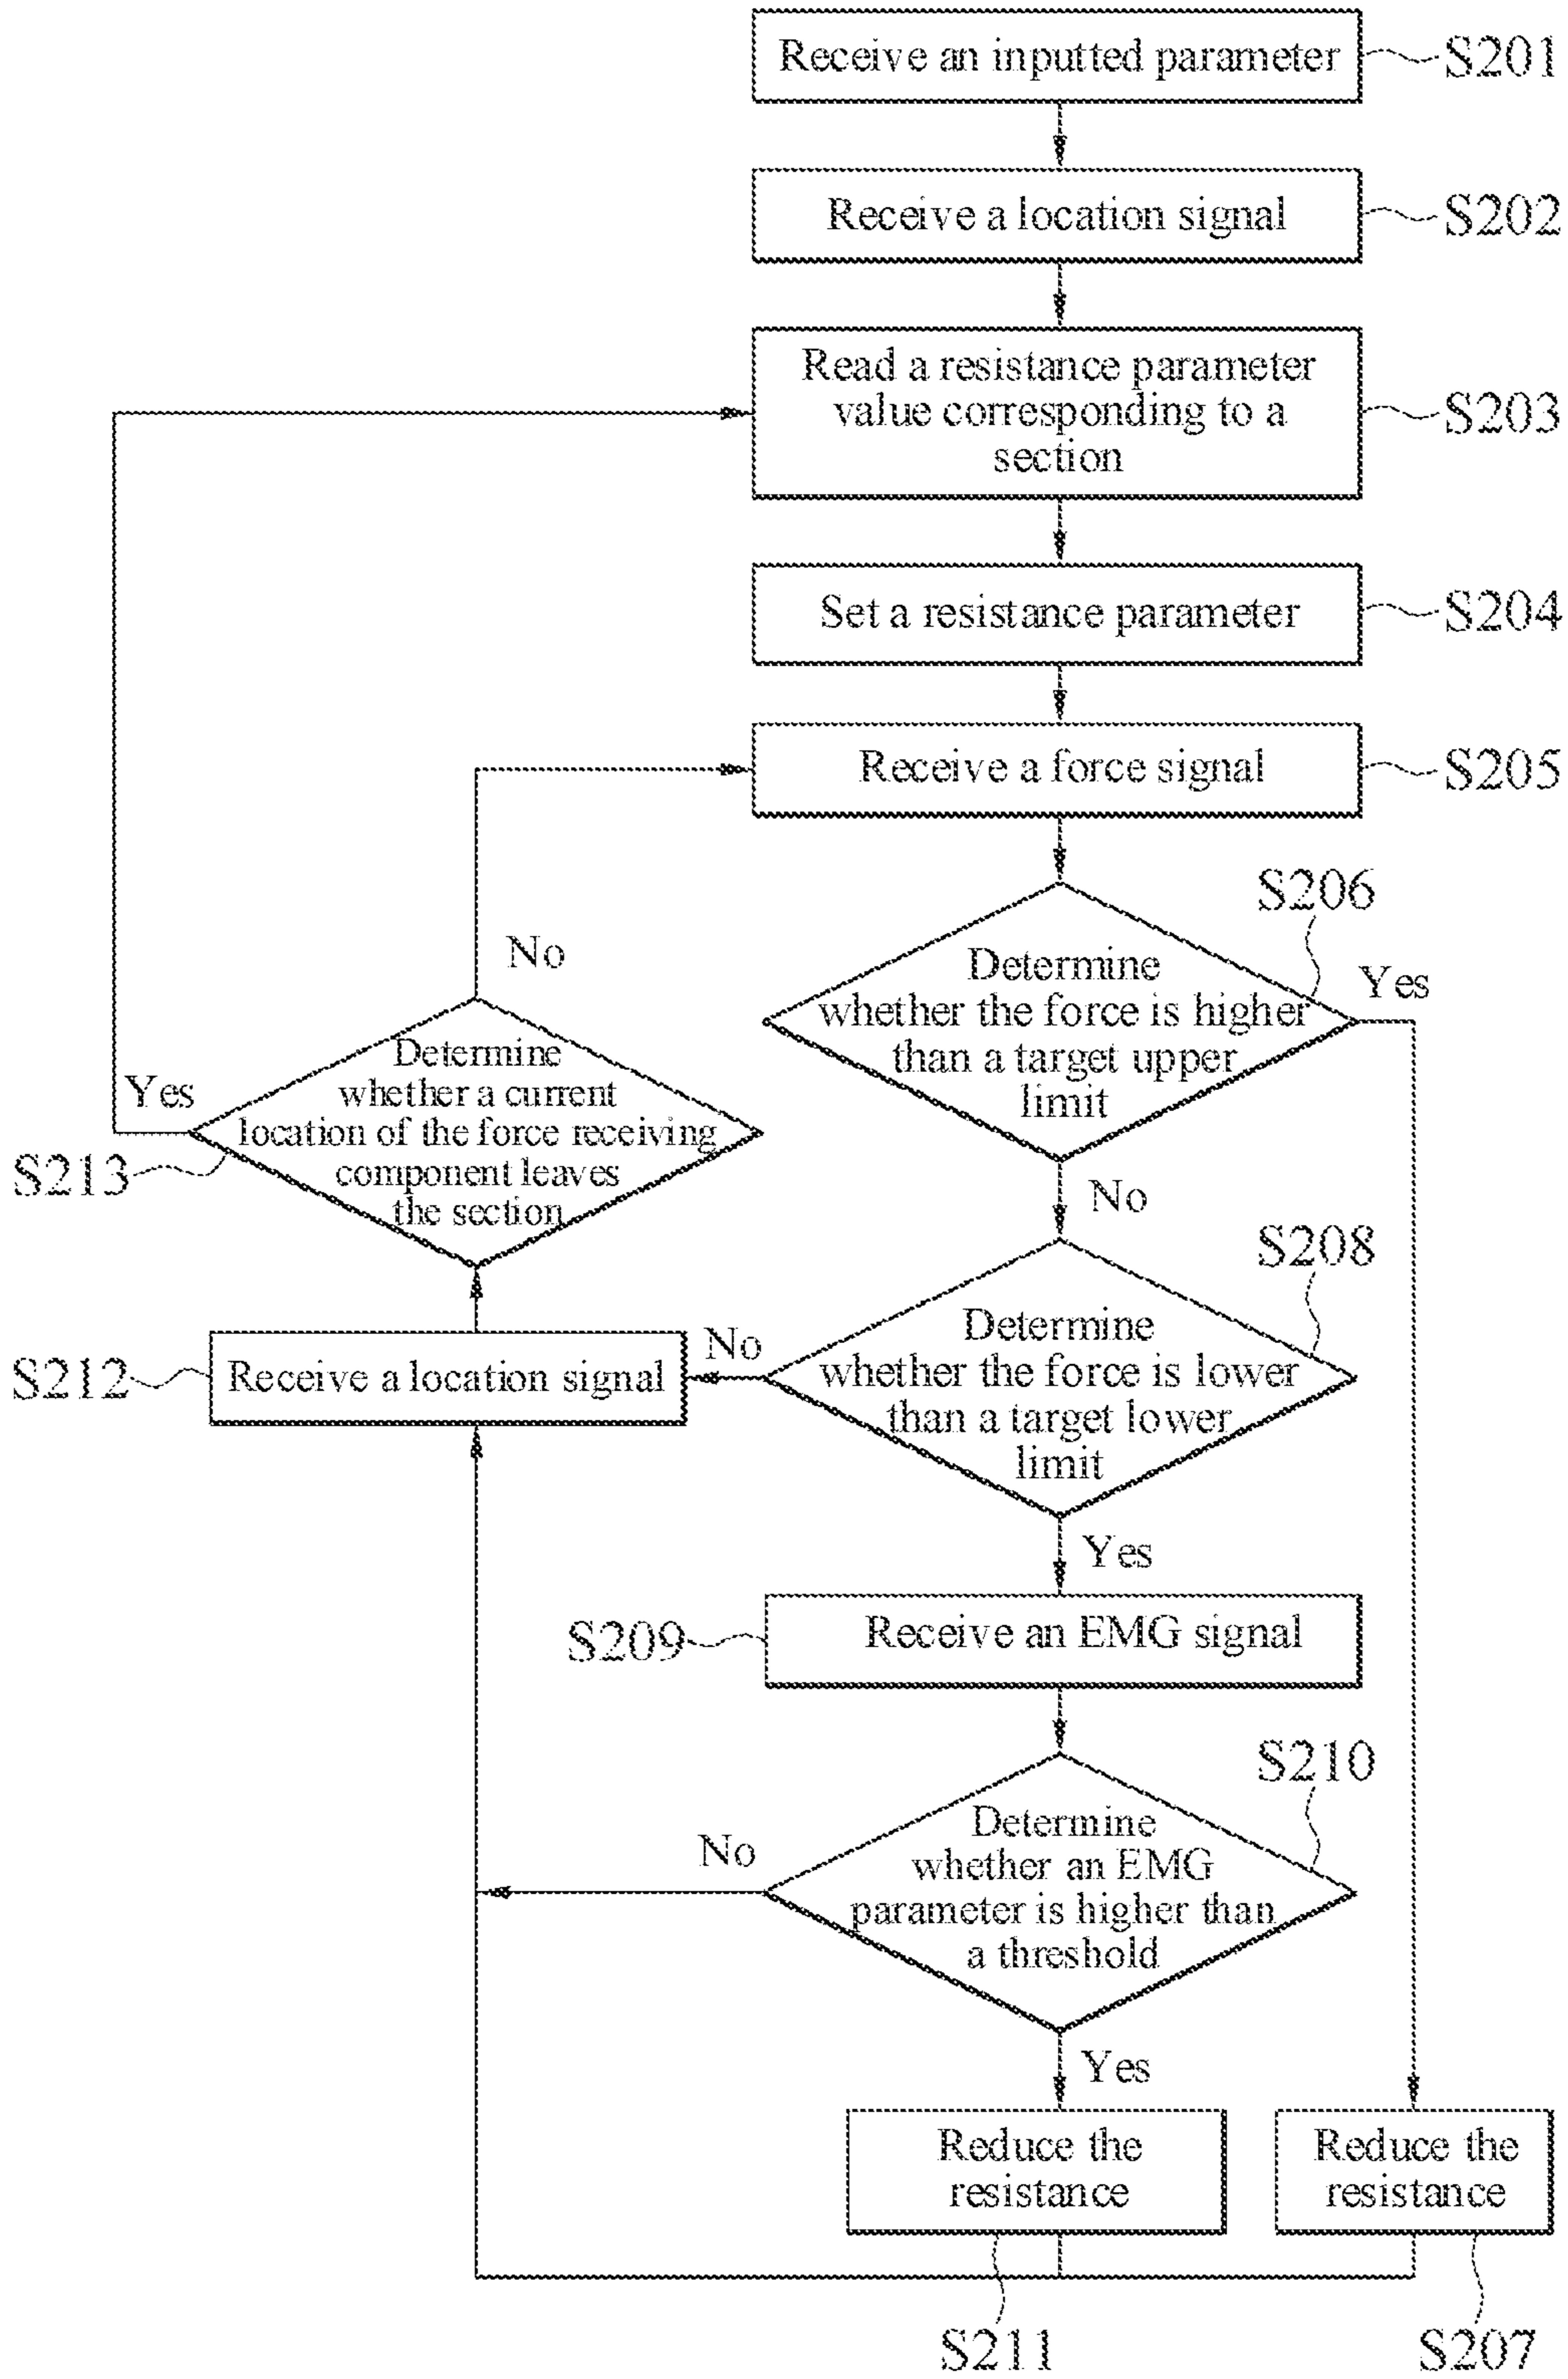 Receive an inputted parameter
S201
Receive a location signal
S202
Read a resistance parameter
value corresponding to a
section
S203
Set a resistance parameter
S204
Receive a force signal
S205
S206
Determine
whether the force is higher
than a target upper
limit
Yes
No
No
Determine
whether a current
location of the force receiving
component leaves
the section
Yes
S213
S208
Determine
whether the force is lower
than a target lower
limit
No
Receive a location signal
S212
Yes
Receive an EMG signal
S209
S210
Determine
whether an EMG
parameter is higher than
a threshold
No
Yes
Reduce the
resistance
Reduce the
resistance
S211
S207